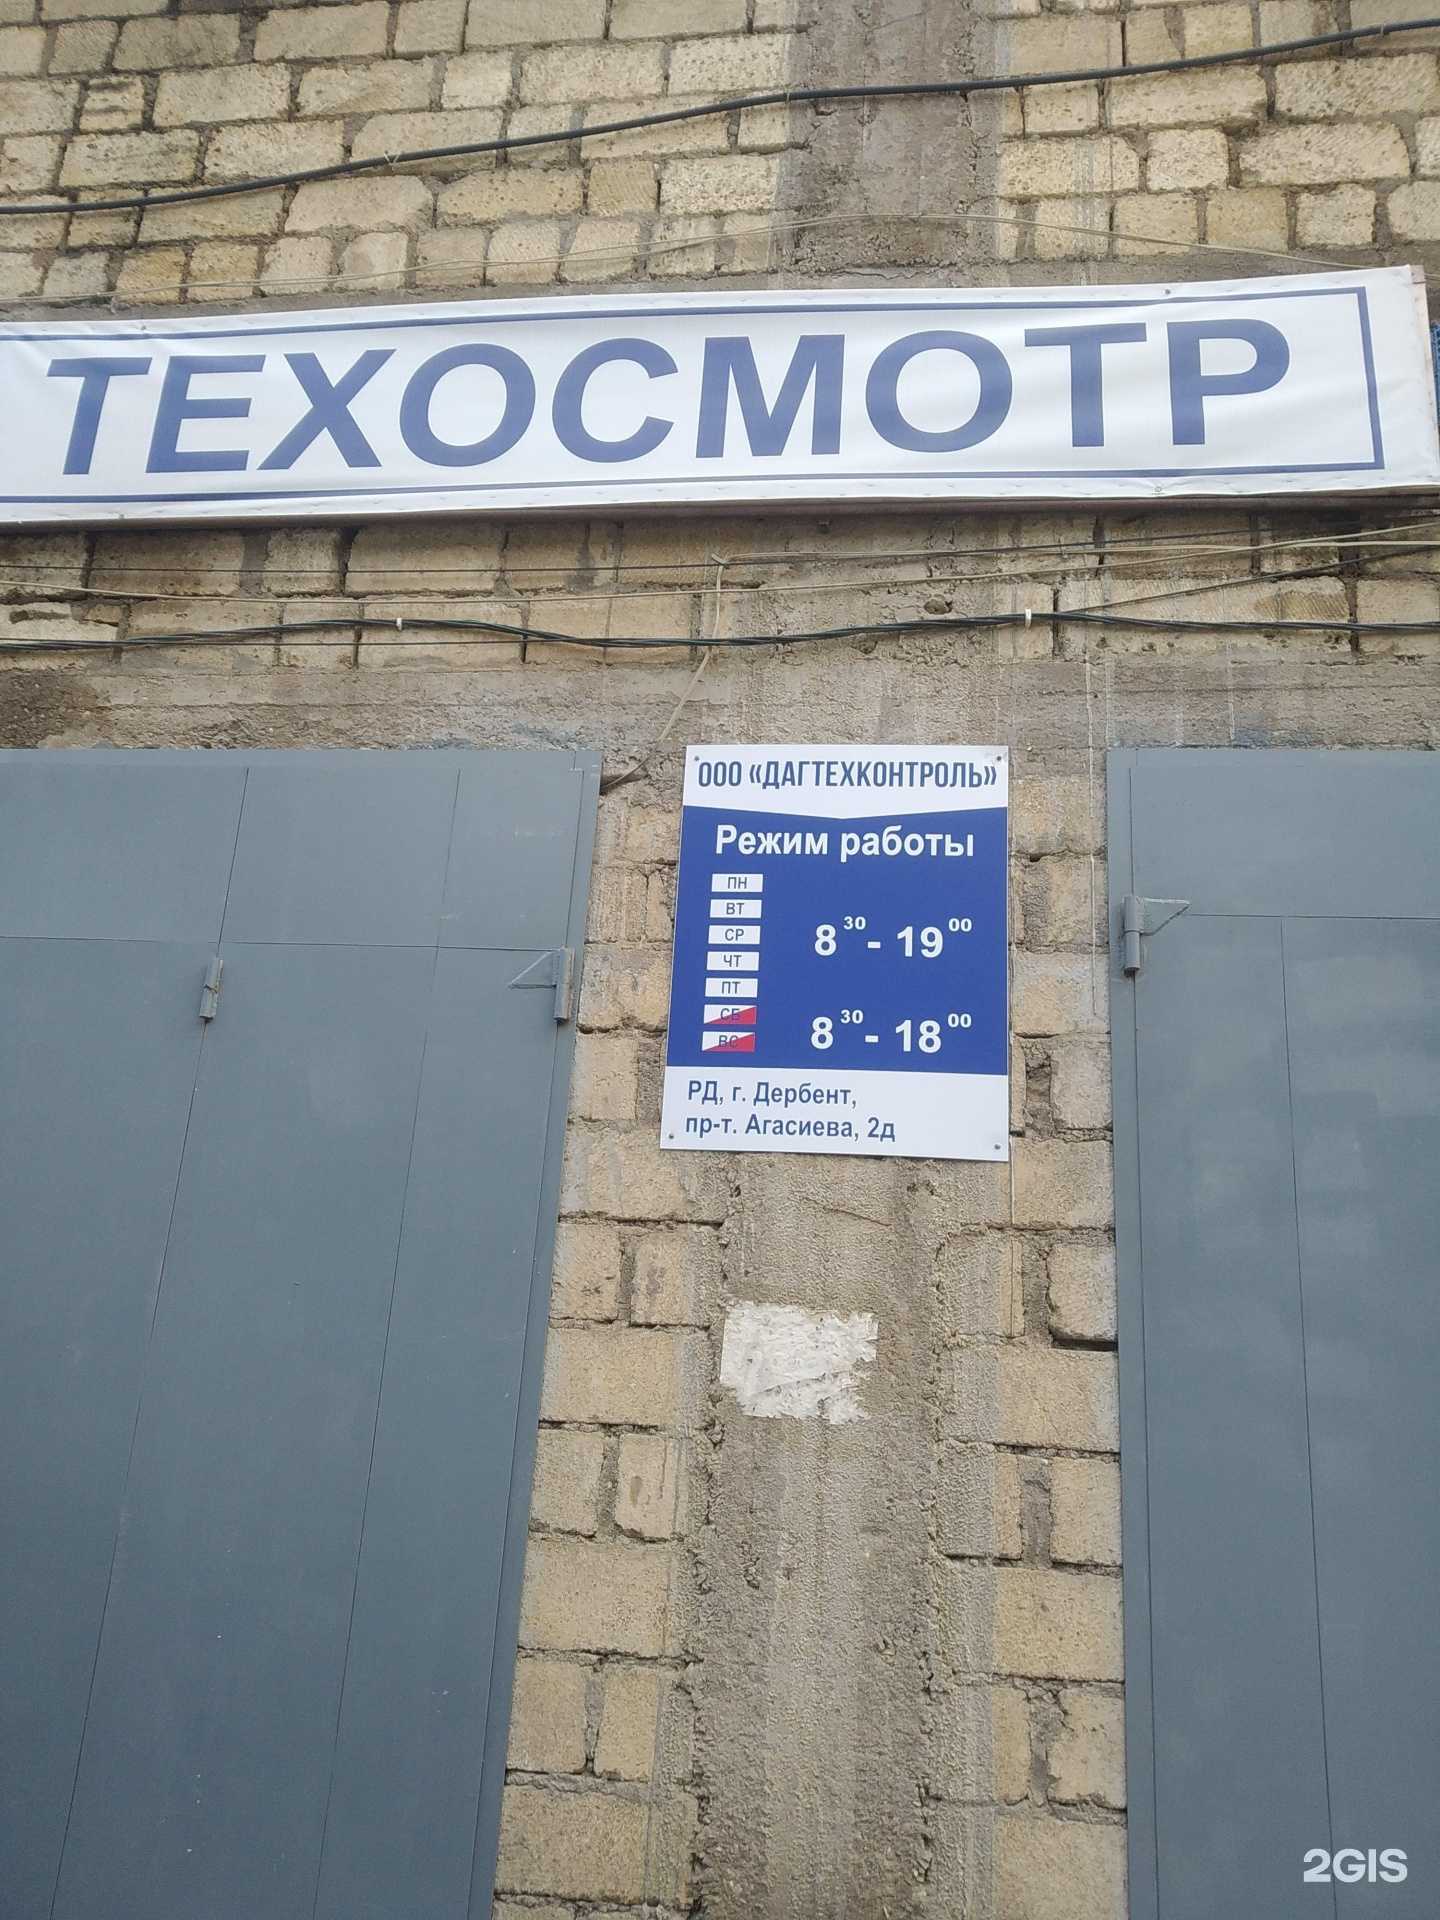 ТЕХОСМОТР
ООО «ДАГТЕХКОНТРОЛЬ»
Режим работы
ПН
ВТ
СР
ЧТ
ПТ
8 30 - 19 00
СБ
ВС
8 30 - 18 00
РД, г. Дербент,
пр-т. Агасиева, 2д
2GIS